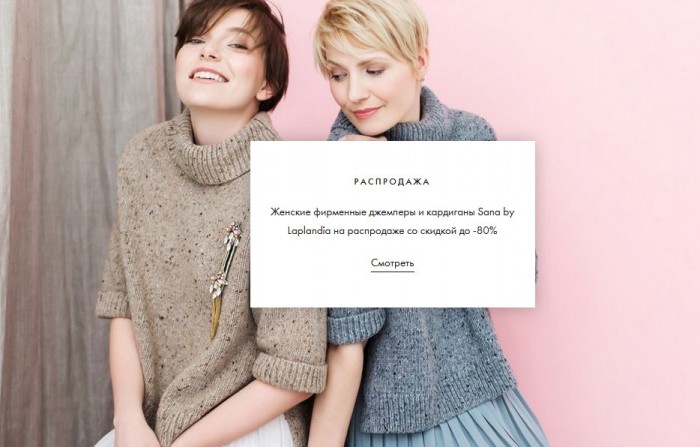 РАСПРОДАЖА
Женские фирменные джемперы и кардиганы Sana by
Laplandia на распродаже со скидкой до -80%
Смотреть